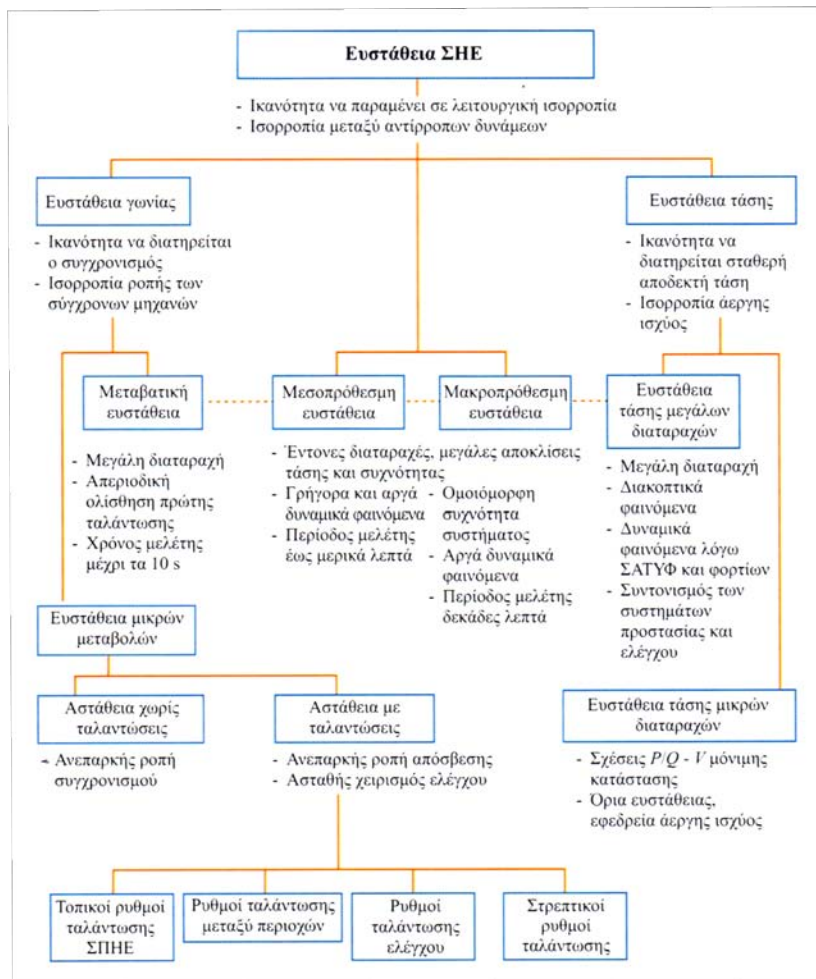 Ευστάθεια ΣΗΕ
- Ικανότητα να παραμένει σε λειτουργική ισορροπία
- Ισορροπία μεταξύ αντίρροπων δυνάμεων
Ευστάθεια γωνίας
- Ικανότητα να διατηρείται
ο συγχρονισμός
- Ισορροπία ροπής των
σύγχρονων μηχανών
Ευστάθεια τάσης
- Ικανότητα να
διατηρείται σταθερή
αποδεκτή τάση
- Ισορροπία άεργης
ισχύος
Μεταβατική
ευστάθεια
- Μεγάλη διαταραχή
- Απεριοδική
ολίσθηση πρώτης
ταλάντωσης
- Χρόνος μελέτης
μέχρι τα 10 s
Μεσοπρόθεσμη
ευστάθεια
Μακροπρόθεσμη
ευστάθεια
- Έντονες διαταραχές, μεγάλες αποκλίσεις
τάσης και συχνότητας
- Γρήγορα και αργά
δυναμικά φαινόμενα
- Περίοδος μελέτης
έως μερικά λεπτά
- Ομοιόμορφη
συχνότητα
συστήματος
- Αργά δυναμικά
φαινόμενα
- Περίοδος μελέτης
δεκάδες λεπτά
Ευστάθεια
τάσης μεγάλων
διαταραχών
- Μεγάλη διαταραχή
- Διακοπτικά
φαινόμενα
- Δυναμικά
φαινόμενα λόγω
ΣΑΤΥΦ και φορτίων
- Συντονισμός των
συστημάτων
προστασίας και
ελέγχου
Ευστάθεια μικρών
μεταβολών
Αστάθεια χωρίς
ταλαντώσεις
- Ανεπαρκής ροπή
συγχρονισμού
Αστάθεια με
ταλαντώσεις
- Ανεπαρκής ροπή απόσβεσης
- Ασταθής χειρισμός ελέγχου
Ευστάθεια τάσης μικρών
διαταραχών
- Σχέσεις P/Q - V μόνιμης
κατάστασης
- Όρια ευστάθειας,
εφεδρεία άεργης ισχύος
Τοπικοί ρυθμοί
ταλάντωσης
ΣΠΗΕ
Ρυθμοί ταλάντωσης
μεταξύ περιοχών
Ρυθμοί
ταλάντωσης
ελέγχου
Στρεπτικοί
ρυθμοί
ταλάντωσης